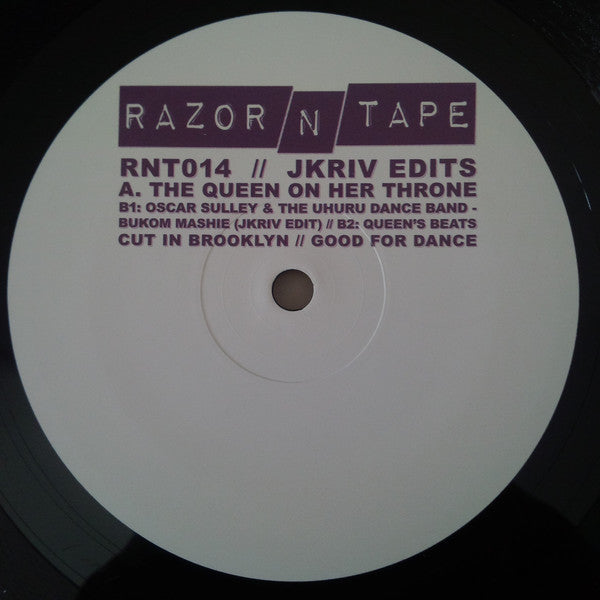 RAZOR N TAPE
RNT014 // JKRIV EDITS
A. THE QUEEN ON HER THRONE
B1: OSCAR SULLEY & THE UHURU DANCE BAND -
BUKOM MASHIE (JKRIV EDIT) // B2: QUEEN'S BEATS
CUT IN BROOKLYN // GOOD FOR DANCE